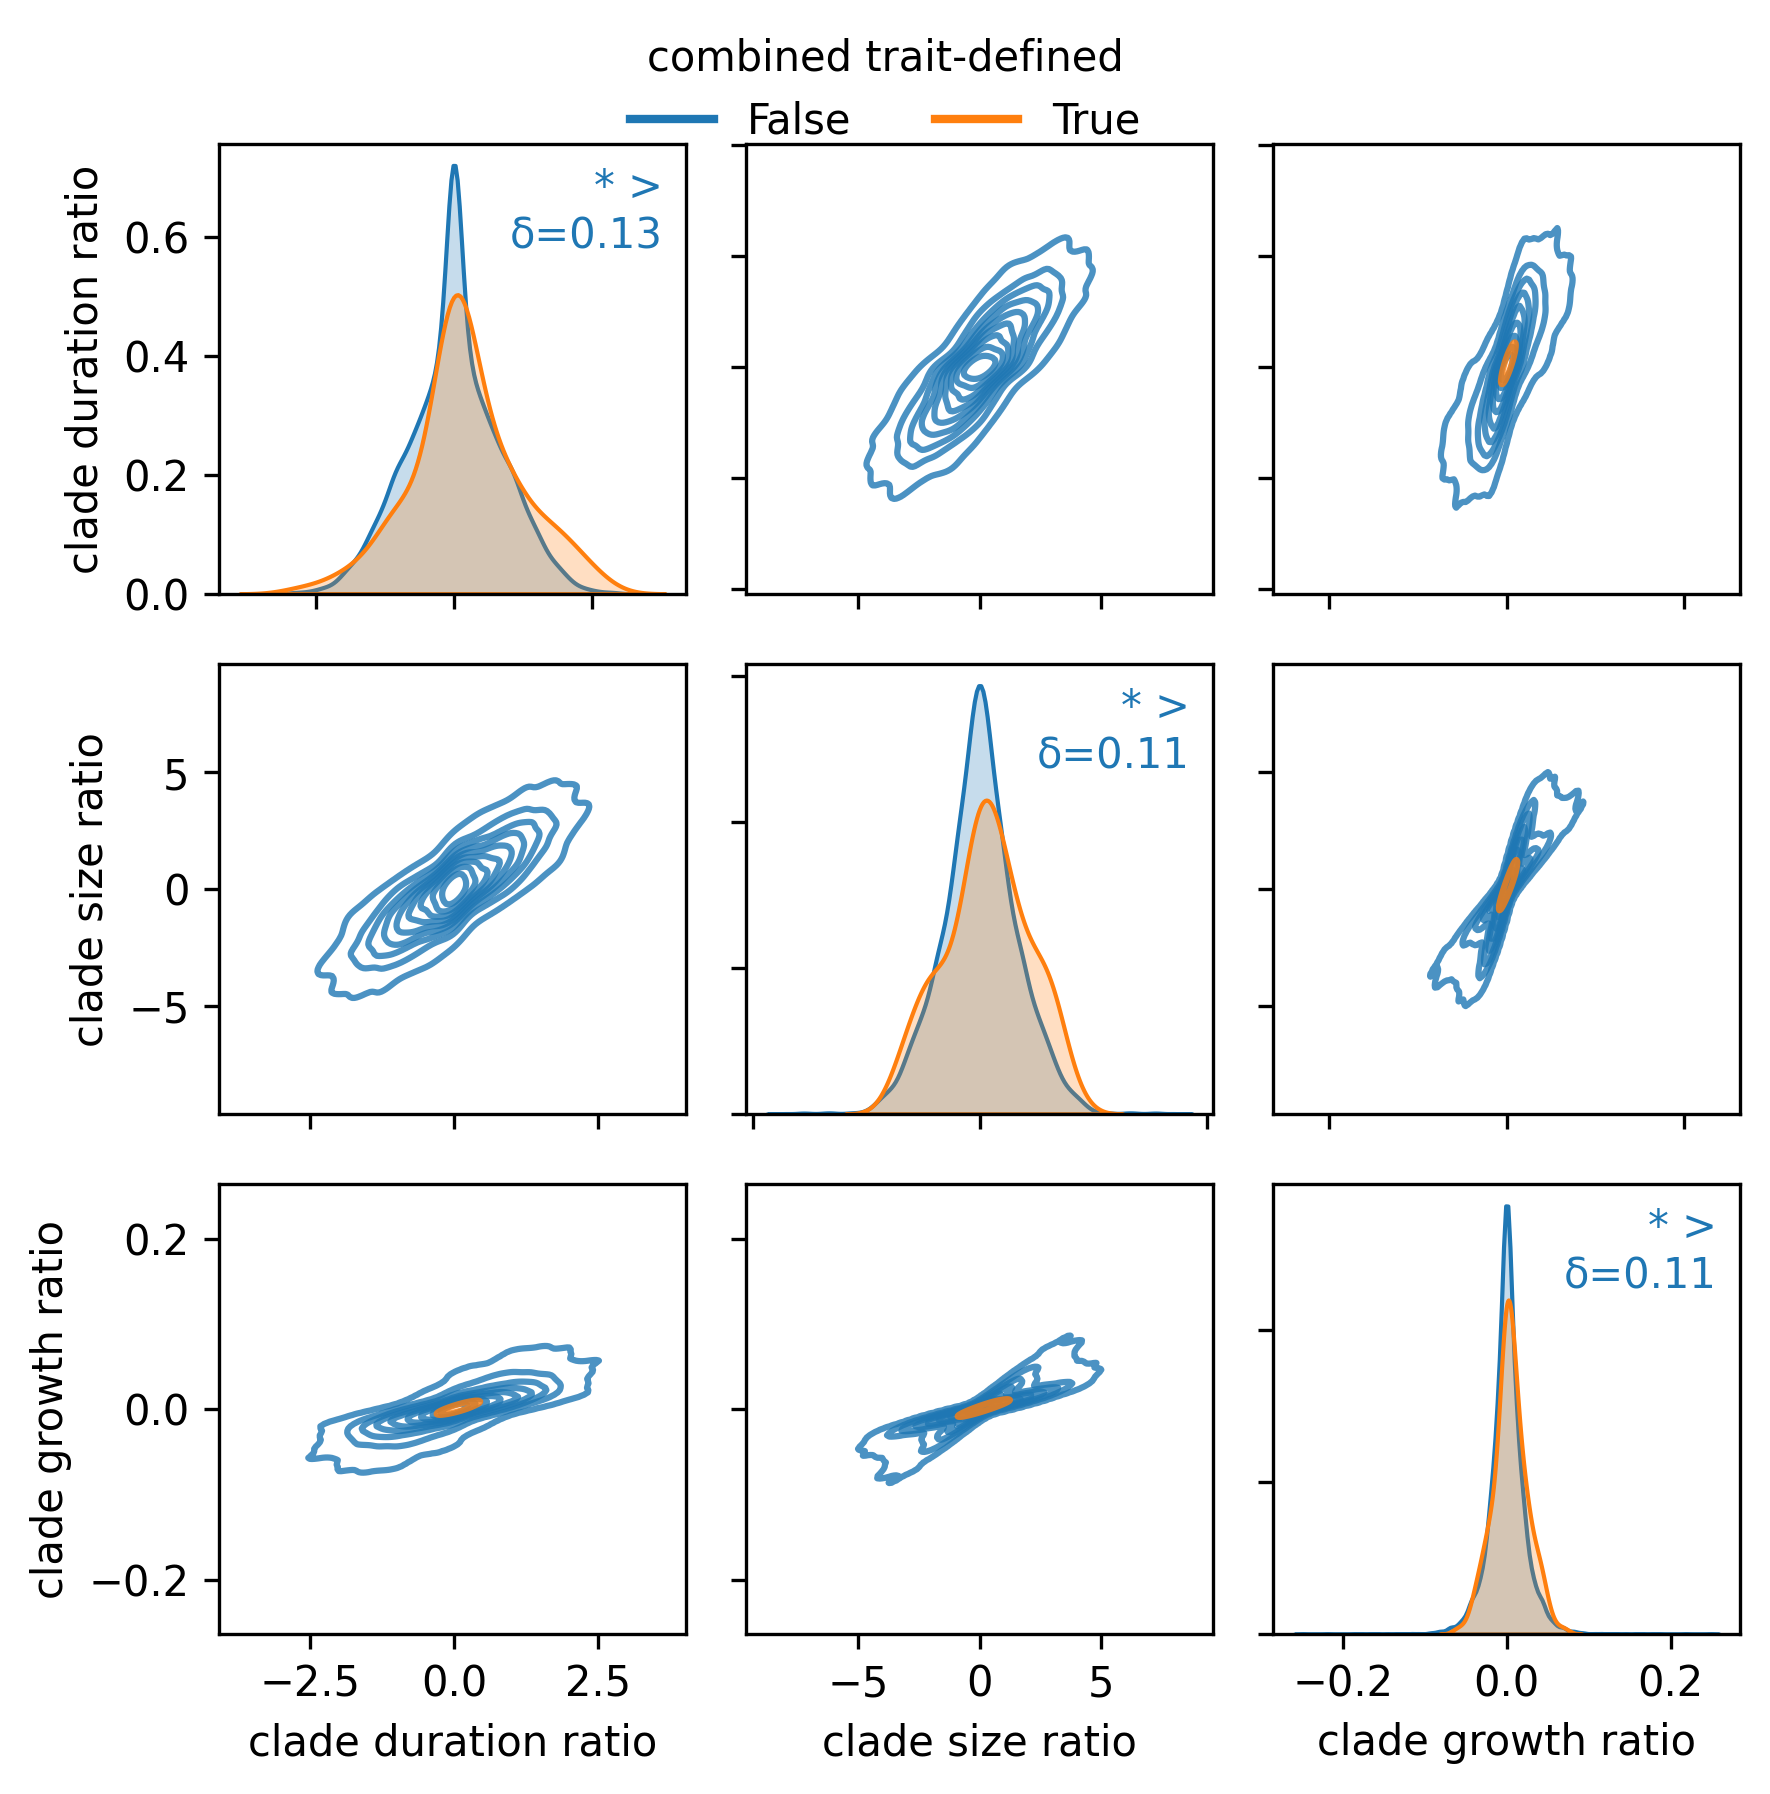 combined trait-defined
False True
clade duration ratio
0.6
0.4
0.2
0.0
* >
δ=0.13
clade size ratio
5
0
−5
* >
δ=0.11
clade growth ratio
0.2
0.0
−0.2
* >
δ=0.11
−2.5 0.0 2.5
−5 0 5
−0.2 0.0 0.2
clade duration ratio
clade size ratio
clade growth ratio